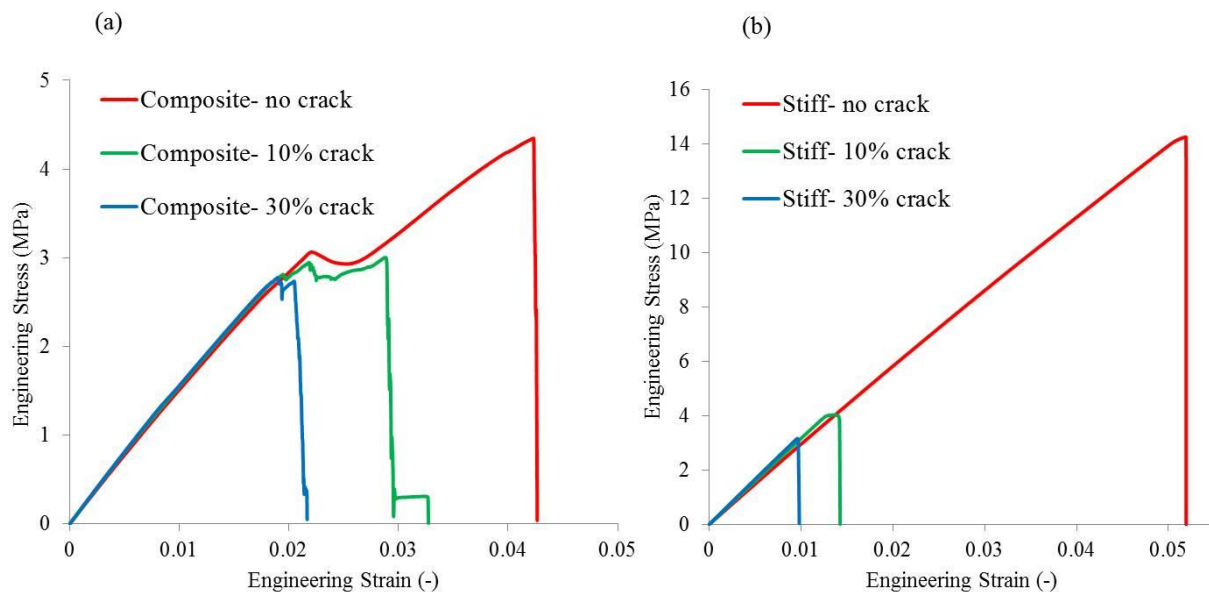 (a)
5
4
3
2
1
0
Engineering Stress (MPa)
Composite- no crack
Composite- 10% crack
Composite- 30% crack
0 0.01 0.02 0.03 0.04 0.05
Engineering Strain (-)
(b)
16
14
12
10
8
6
4
2
0
Engineering Stress (MPa)
Stiff- no crack
Stiff- 10% crack
Stiff- 30% crack
0 0.01 0.02 0.03 0.04 0.05
Engineering Strain (-)